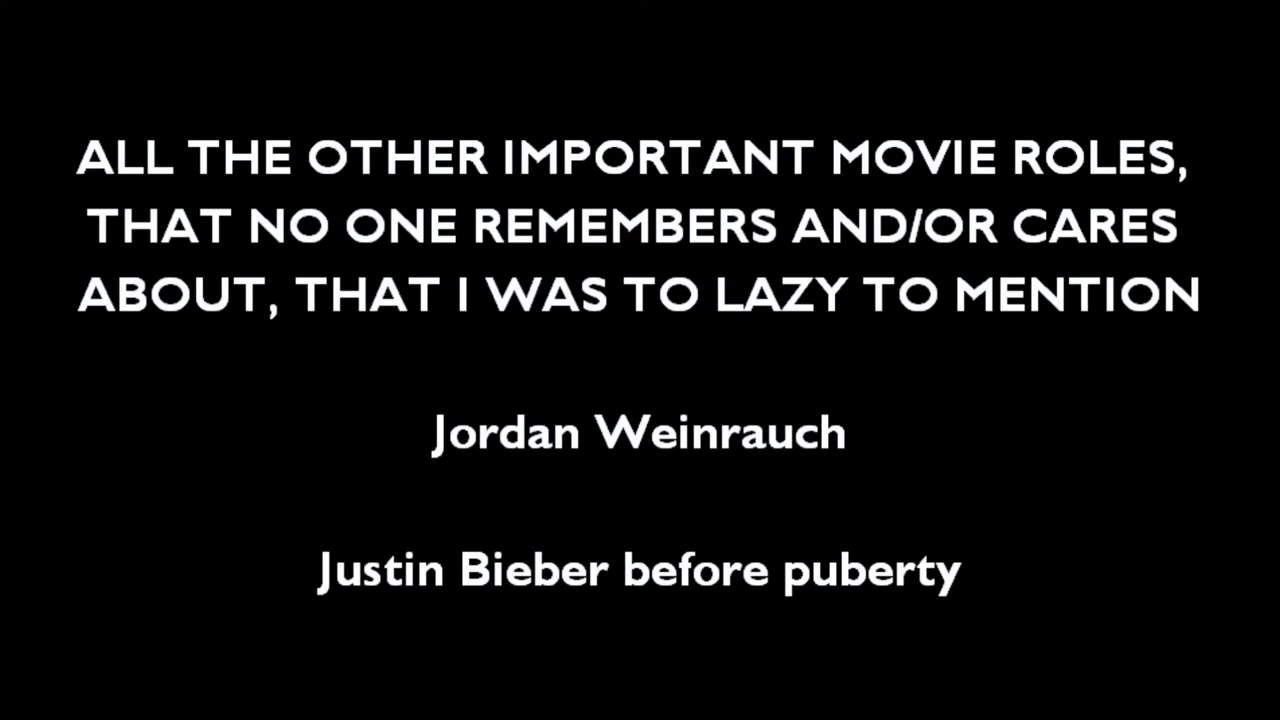 ALL THE OTHER IMPORTANT MOVIE ROLES,
THAT NO ONE REMEMBERS AND/OR CARES
ABOUT, THAT I WAS TO LAZY TO MENTION
Jordan Weinrauch
Justin Bieber before puberty